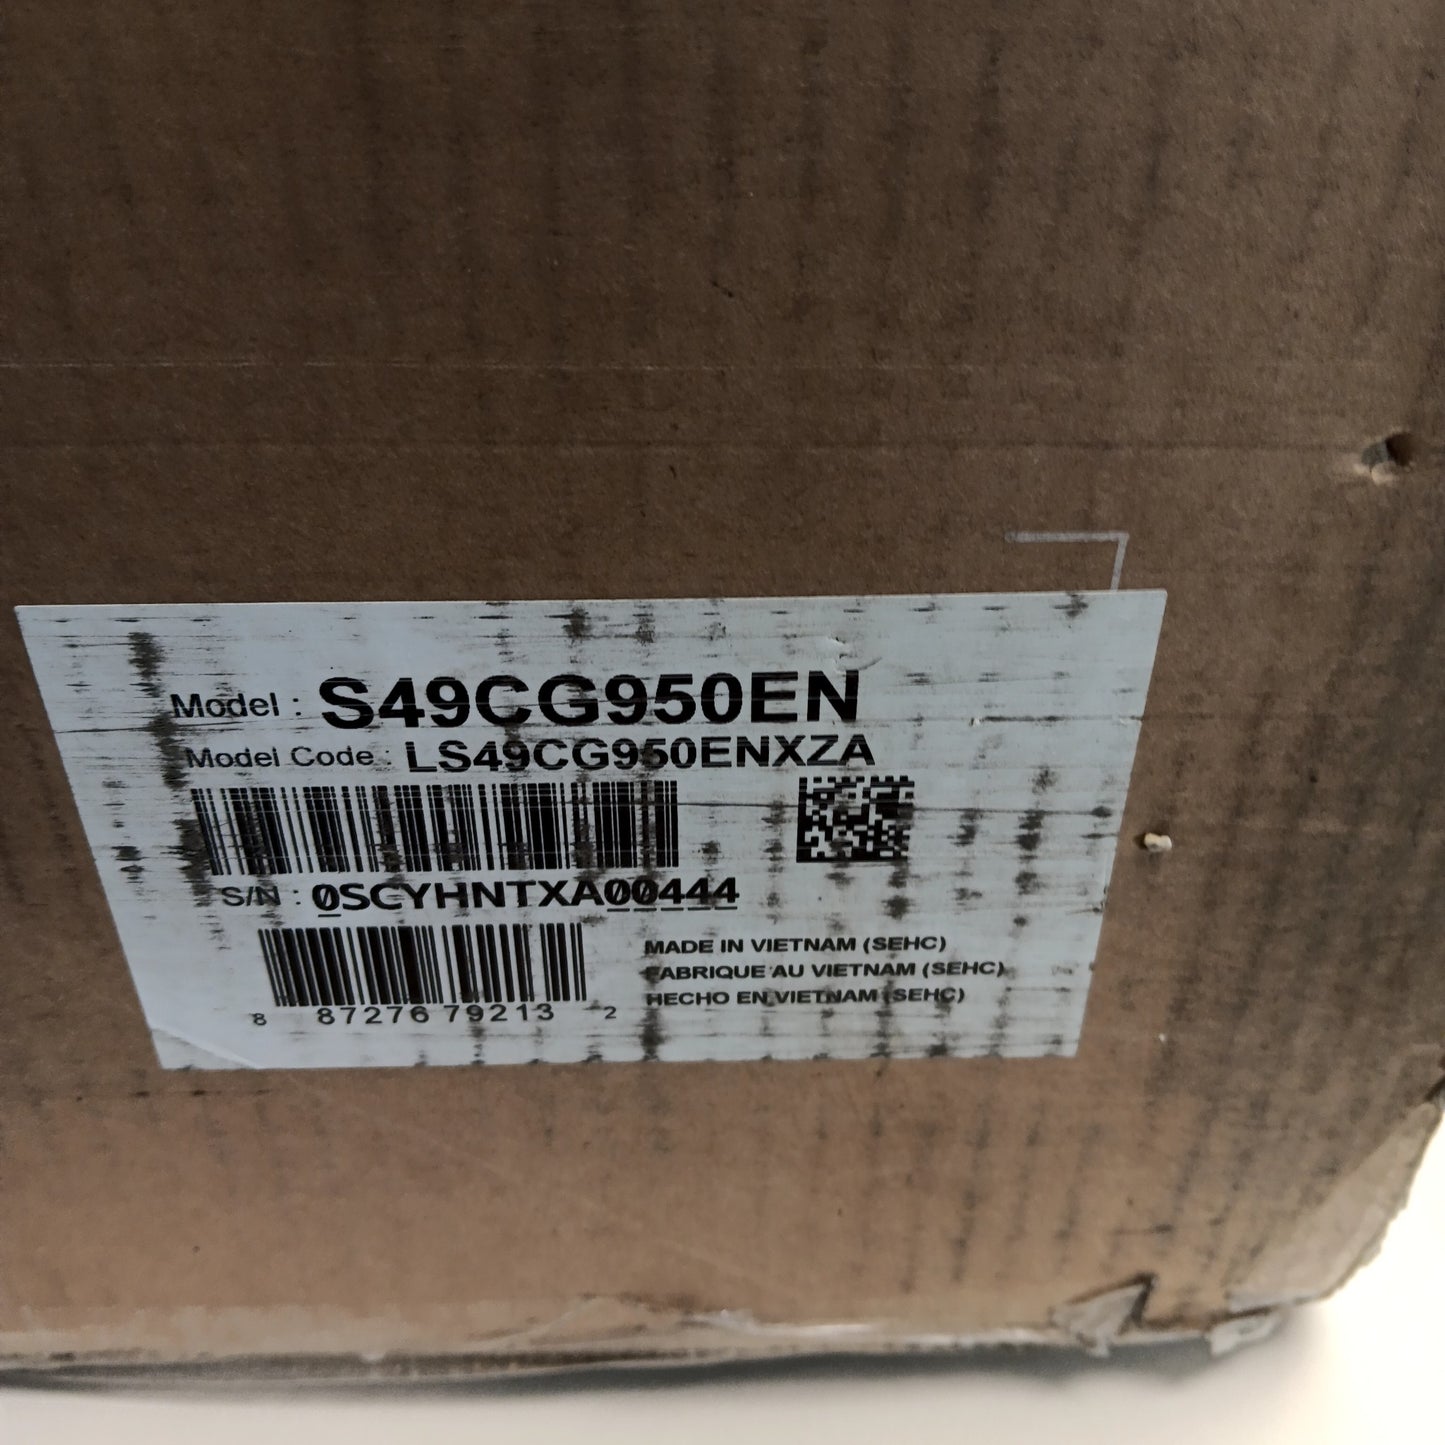 Model : S49CG950EN
Model Code : LS49CG950ENXZA
S/N : 0SCYHNTXA00444
8 87276 79213 2
MADE IN VIETNAM (SEHC)
FABRIQUE AU VIETNAM (SEHC)
HECHO EN VIETNAM (SEHC)